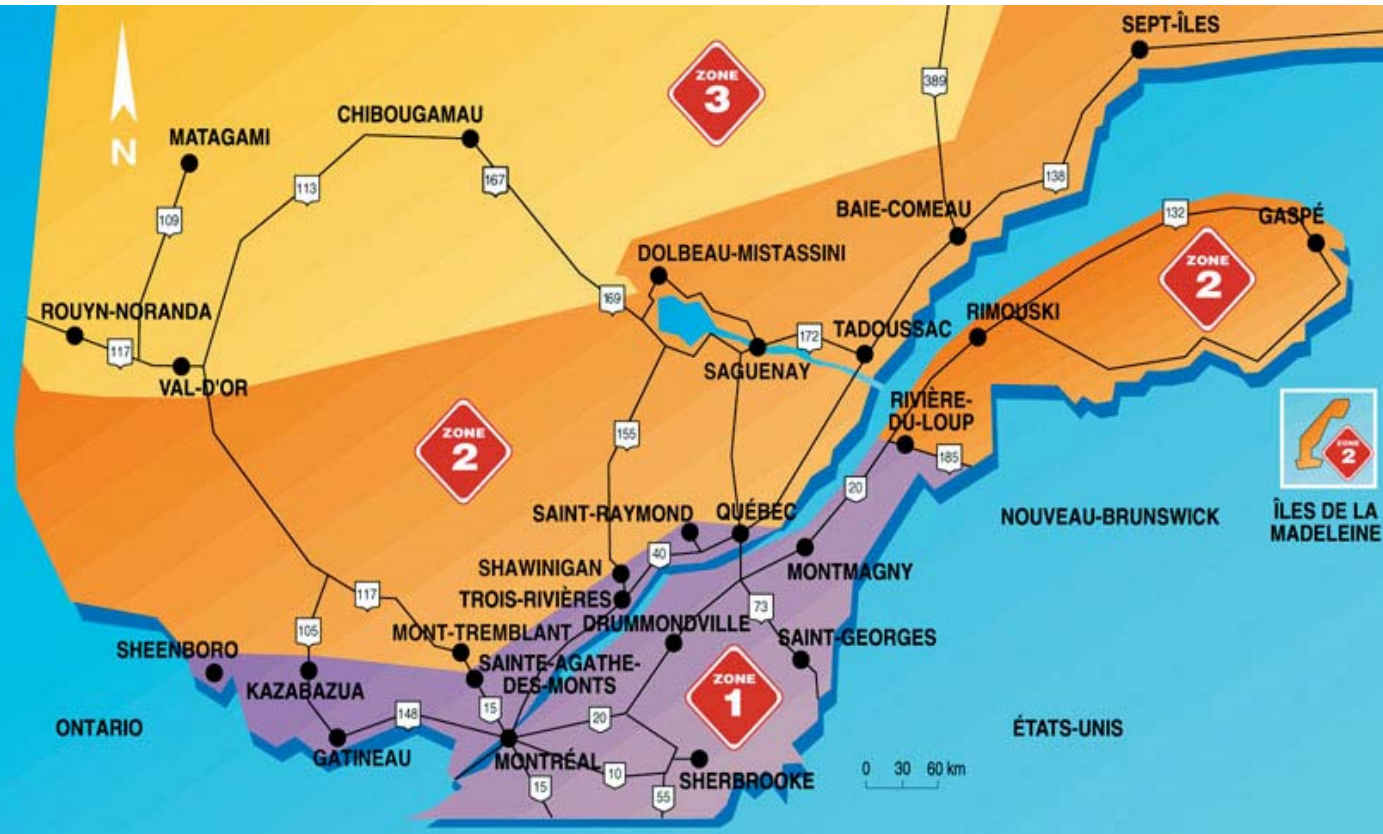 SEPT-ÎLES
ZONE
3
389
CHIBOUGAMAU
MATAGAMI
N
113
167
138
109
BAIE-COMEAU
132
GASPÉ
DOLBEAU-MISTASSINI
ZONE
2
169
ROUYN-NORANDA
117
172
TADOUSSAC
RIMOUSKI
SAGUENAY
VAL-D'OR
RIVIÈRE-
DU-LOUP
ZONE
2
155
185
ZONE
2
20
SAINT-RAYMOND
QUÉBEC
NOUVEAU-BRUNSWICK
ÎLES DE LA
MADELEINE
40
SHAWINIGAN
MONTMAGNY
TROIS-RIVIÈRES
117
73
DRUMMONDVILLE
105
MONT-TREMBLANT
SAINT-GEORGES
SHEENBORO
SAINTE-AGATHE-
DES-MONTS
KAZABAZUA
ZONE
1
15
148
20
ONTARIO
ÉTATS-UNIS
GATINEAU
MONTRÉAL
10
SHERBROOKE
0 30 60 km
15
55